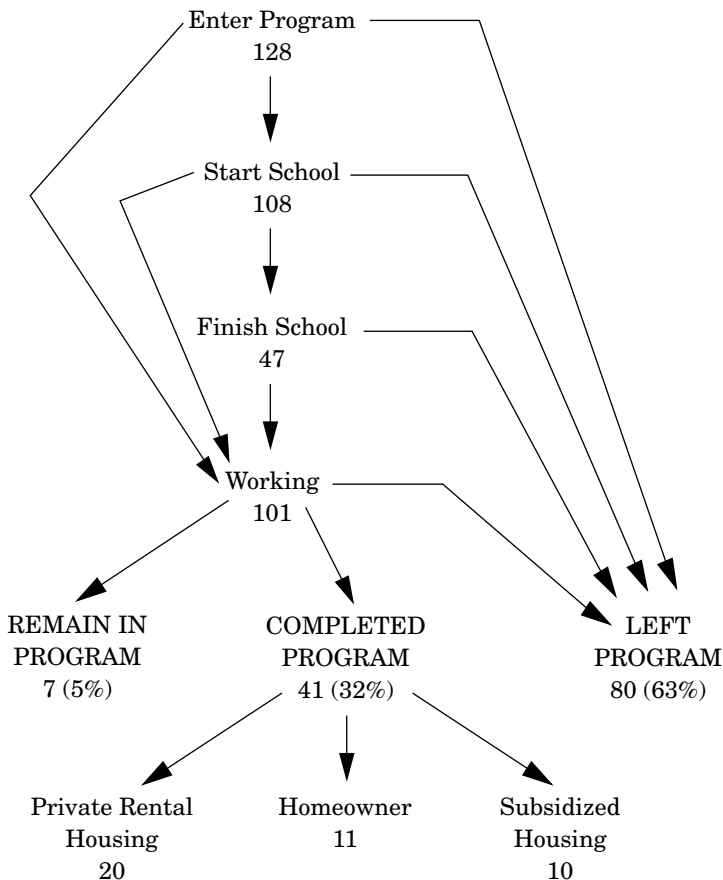 Enter Program
128
Start School
108
Finish School
47
Working
101
REMAIN IN
PROGRAM
7 (5%)
COMPLETED
PROGRAM
41 (32%)
LEFT
PROGRAM
80 (63%)
Private Rental
Housing
20
Homeowner
11
Subsidized
Housing
10